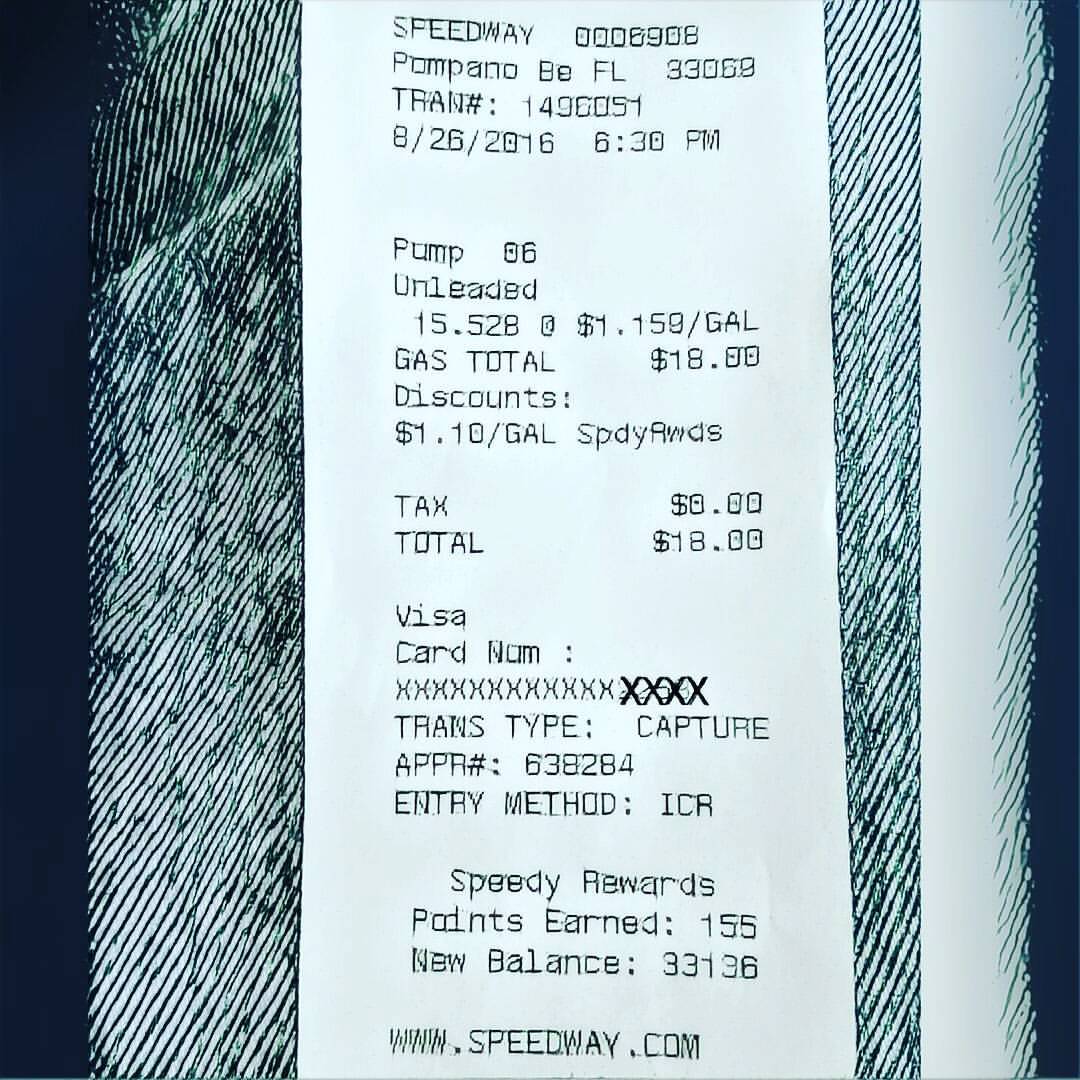 SPEEDWAY 0006908
Pompano Be FL 33069
TRAN#: 1496051
8/26/2016 6:30 PM
Pump 06
Unleaded
15.528 @ $1.159/GAL
GAS TOTAL $18.00
Discounts:
$1.10/GAL SpdyRwds
TAX $0.00
TOTAL $18.00
Visa
Card Num :
XXXXXXXXXXXXXXXX
TRANS TYPE: CAPTURE
APPR#: 638284
ENTRY METHOD: ICR
Speedy Rewards
Points Earned: 155
New Balance: 33136
WWW.SPEEDWAY.COM